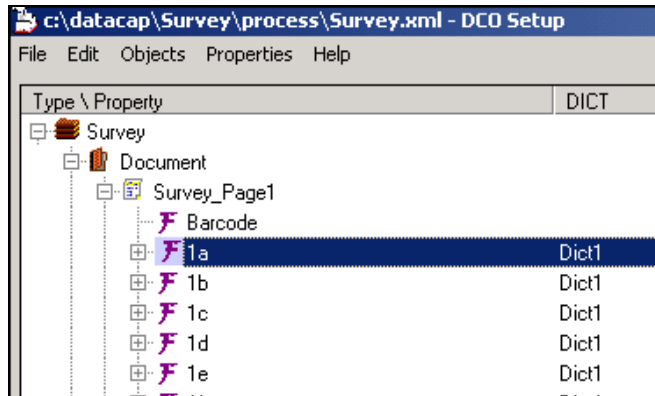 c:\datacap\Survey\process\Survey.xml - DCO Setup
File Edit Objects Properties Help
Type \ Property DICT
Survey
Document
Survey_Page1
Barcode
1a Dict1
1b Dict1
1c Dict1
1d Dict1
1e Dict1